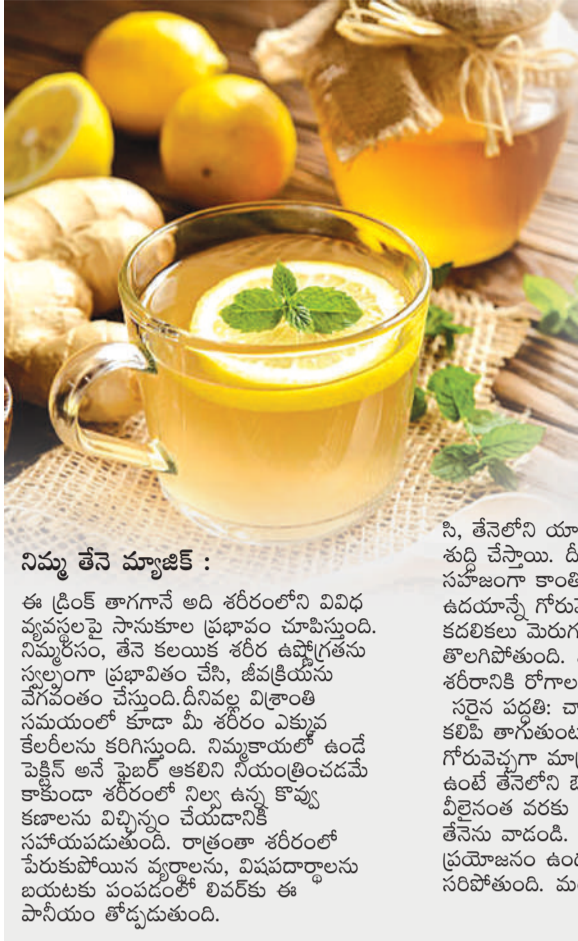 నిమ్మ తేనె మ్యాజిక్ :
ఈ డ్రింక్ తాగగానే అది శరీరంలోని వివిధ
వ్యవస్థలపై సానుకూల ప్రభావం చూపిస్తుంది.
నిమ్మరసం, తేనె కలయిక శరీర ఉష్ణోగ్రతను
స్వల్పంగా ప్రభావితం చేసి, జీవక్రియను
వేగవంతం చేస్తుంది.దీనివల్ల విశ్రాంతి
సమయంలో కూడా మీ శరీరం ఎక్కువ
కేలరీలను కరిగిస్తుంది. నిమ్మకాయలో ఉండే
పెక్టిన్ అనే ఫైబర్ ఆకలిని నియంత్రించడమే
కాకుండా శరీరంలో నిల్వ ఉన్న కొవ్వు
కణాలను విచ్ఛిన్నం చేయడానికి
సహాయపడుతుంది. రాత్రంతా శరీరంలో
పేరుకుపోయిన వ్యర్థాలను, విషపదార్థాలను
బయటకు పంపడంలో లివర్‌కు ఈ
పానీయం తోడ్పడుతుంది.
సి, తేనెలోని యా
శుద్ధి చేస్తాయి. దీ
సహజంగా కాంతి
ఉదయాన్నే గోరువె
కదలికలు మెరుగు
తొలగిపోతుంది.
శరీరానికి రోగాల
సరైన పద్ధతి: చా
కలిపి తాగుతుంట
గోరువెచ్చగా మాత్ర
ఉంటే తేనెలోని ఔ
వీలైనంత వరకు
తేనెను వాడండి.
ప్రయోజనం ఉండ
సరిపోతుంది. మ